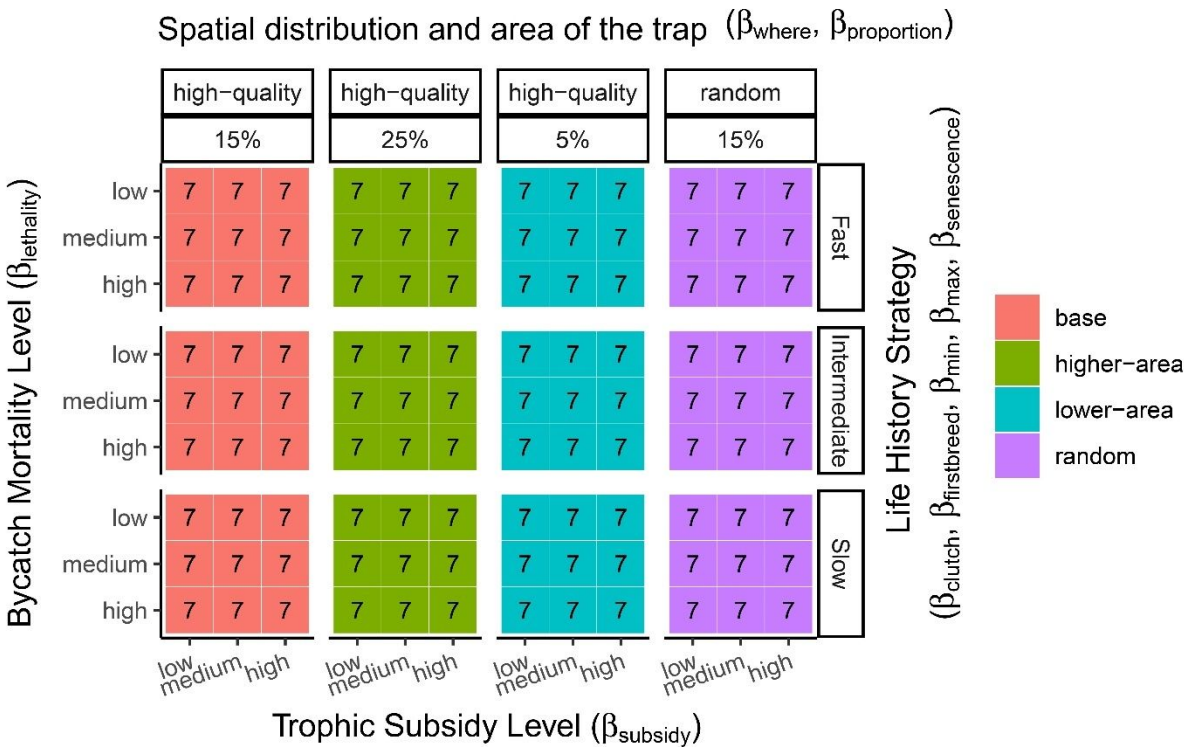 Spatial distribution and area of the trap (βwhere, βproportion)
high-quality high-quality high-quality random
15% 25% 5% 15%
low 7 7 7 7 7 7 7 7 7 7 7 7
medium 7 7 7 7 7 7 7 7 7 7 7 7
high 7 7 7 7 7 7 7 7 7 7 7 7
Fast
low 7 7 7 7 7 7 7 7 7 7 7 7
medium 7 7 7 7 7 7 7 7 7 7 7 7
high 7 7 7 7 7 7 7 7 7 7 7 7
Intermediate
low 7 7 7 7 7 7 7 7 7 7 7 7
medium 7 7 7 7 7 7 7 7 7 7 7 7
high 7 7 7 7 7 7 7 7 7 7 7 7
Slow
low medium high low medium high low medium high low medium high
Trophic Subsidy Level (βsubsidy)
Bycatch Mortality Level (βlethality)
Life History Strategy
(βclutch, βfirstbreed, βmin, βmax, βsenescence)
base
higher-area
lower-area
random